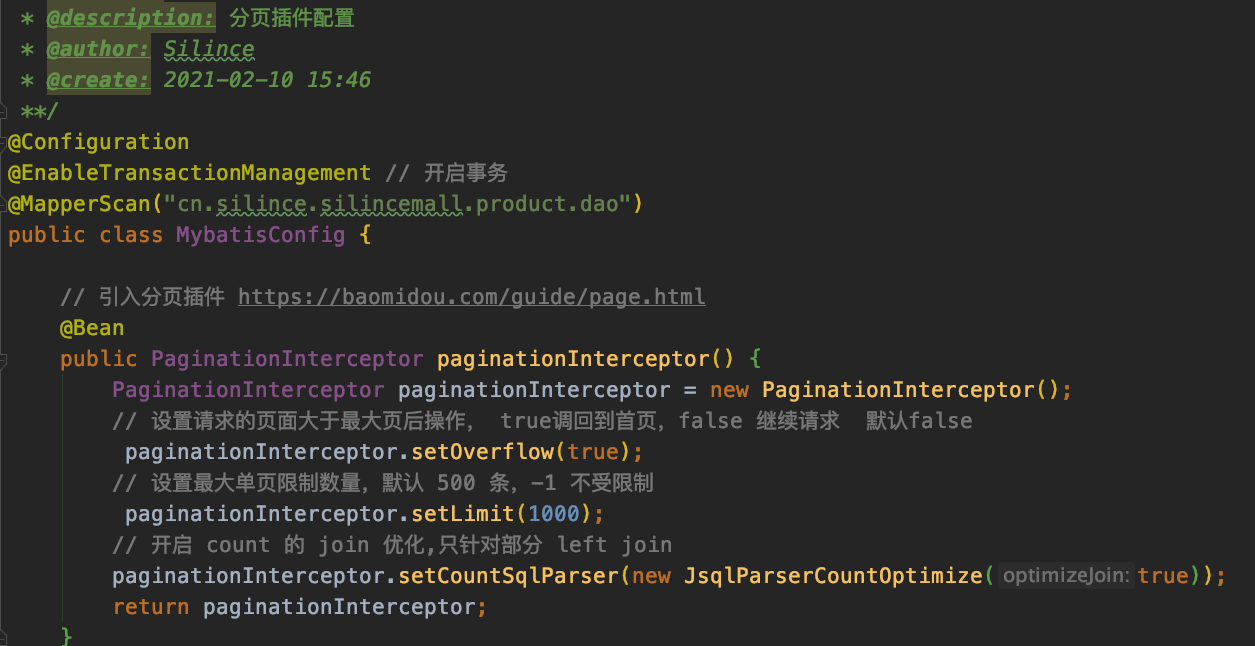 * @description: 分页插件配置
* @author: Silince
* @create: 2021-02-10 15:46
**/
@Configuration
@EnableTransactionManagement // 开启事务
@MapperScan("cn.silince.silincemall.product.dao")
public class MybatisConfig {
// 引入分页插件 https://baomidou.com/guide/page.html
@Bean
public PaginationInterceptor paginationInterceptor() {
PaginationInterceptor paginationInterceptor = new PaginationInterceptor();
// 设置请求的页面大于最大页后操作， true调回到首页，false 继续请求  默认false
paginationInterceptor.setOverflow(true);
// 设置最大单页限制数量，默认 500 条，-1 不受限制
paginationInterceptor.setLimit(1000);
// 开启 count 的 join 优化,只针对部分 left join
paginationInterceptor.setCountSqlParser(new JsqlParserCountOptimize( optimizeJoin: true));
return paginationInterceptor;
}